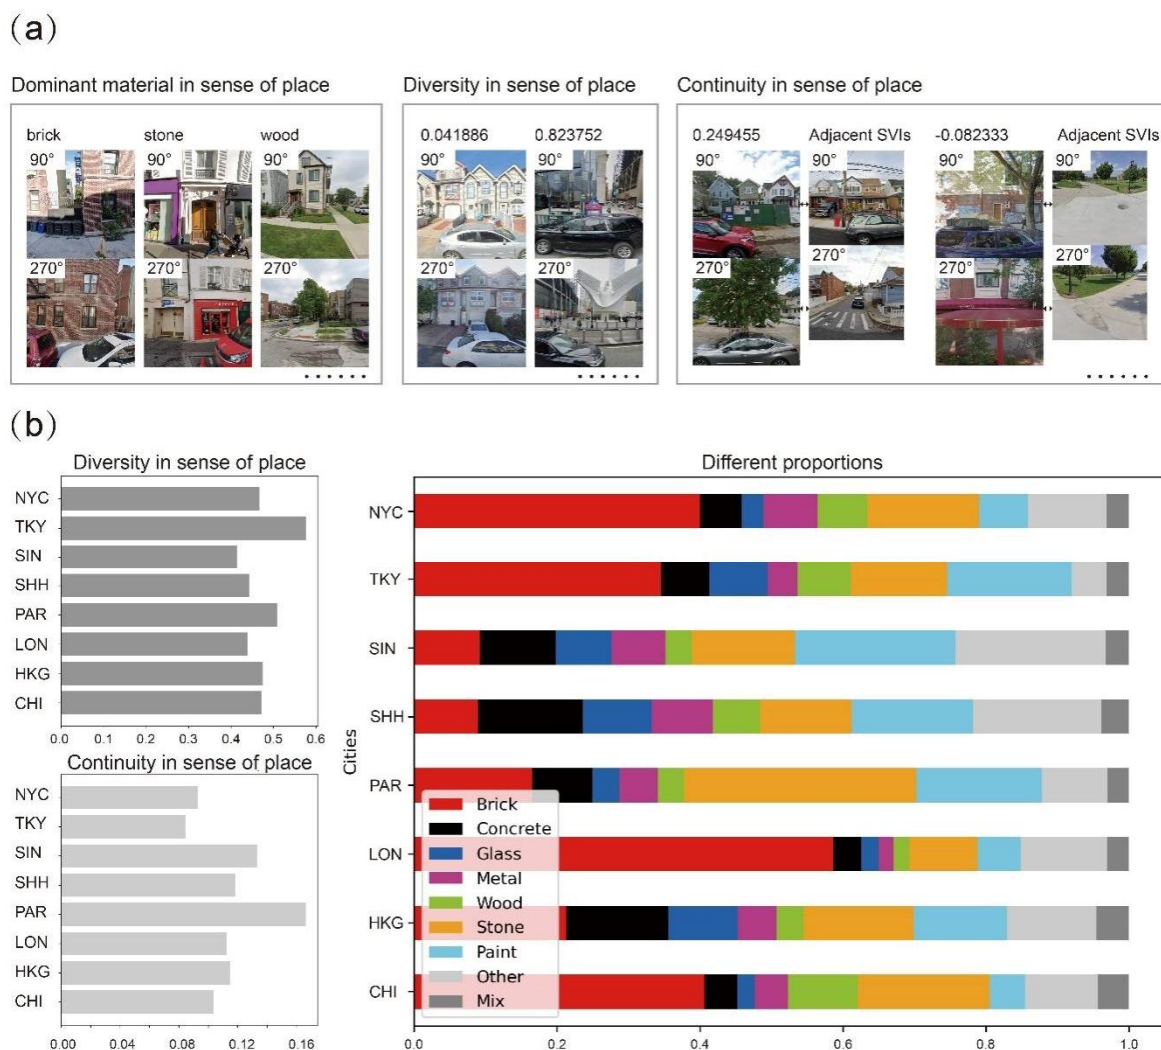 (a)
Dominant material in sense of place
Diversity in sense of place
Continuity in sense of place
brick
stone
wood
90°
90°
90°
270°
270°
270°
......
0.041886
0.823752
90°
90°
270°
270°
......
0.249455
Adjacent SVIs
-0.082333
Adjacent SVIs
90°
90°
90°
90°
270°
270°
270°
270°
......
(b)
Diversity in sense of place
NYC
TKY
SIN
SHH
PAR
LON
HKG
CHI
0.0 0.1 0.2 0.3 0.4 0.5 0.6
Continuity in sense of place
NYC
TKY
SIN
SHH
PAR
LON
HKG
CHI
0.00 0.04 0.08 0.12 0.16
Different proportions
Cities
NYC
TKY
SIN
SHH
PAR
LON
HKG
CHI
Brick
Concrete
Glass
Metal
Wood
Stone
Paint
Other
Mix
0.0 0.2 0.4 0.6 0.8 1.0